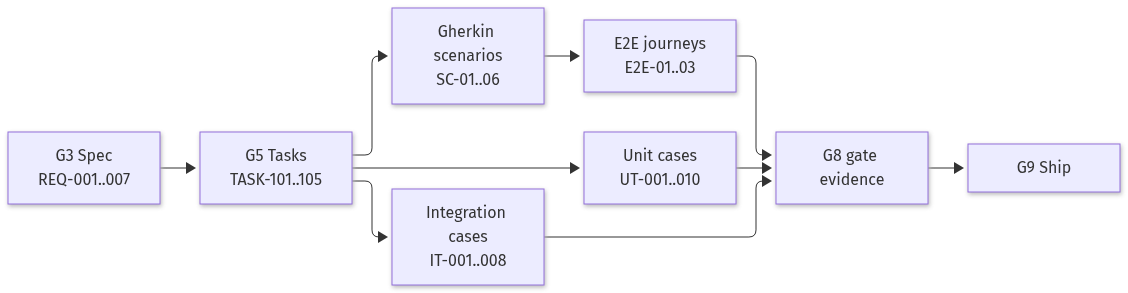 G3 Spec
REQ-001..007
G5 Tasks
TASK-101..105
Gherkin
scenarios
SC-01..06
E2E journeys
E2E-01..03
Unit cases
UT-001..010
Integration
cases
IT-001..008
G8 gate
evidence
G9 Ship